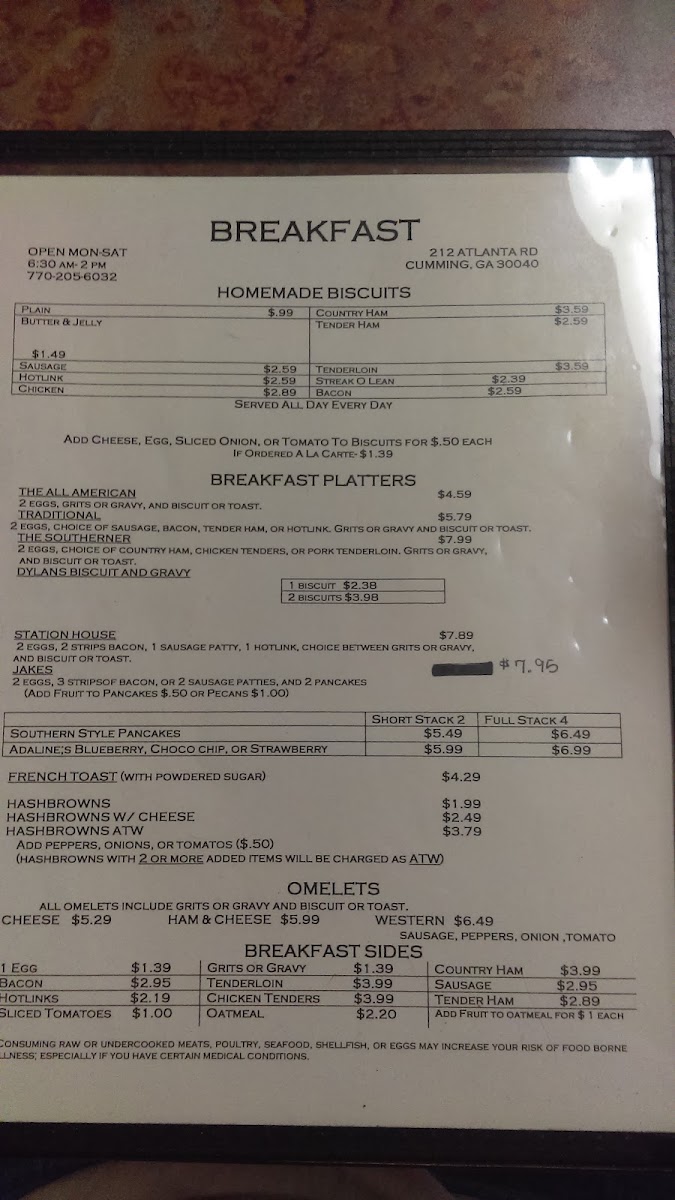 BREAKFAST
OPEN MON-SAT
6:30 AM- 2 PM
770-205-6032
212 ATLANTA RD
CUMMING, GA 30040
HOMEMADE BISCUITS
PLAIN $.99 COUNTRY HAM $3.59
BUTTER & JELLY TENDER HAM $2.59
$1.49
SAUSAGE $2.59 TENDERLOIN $3.59
HOTLINK $2.59 STREAK O LEAN $2.39
CHICKEN $2.89 BACON $2.59
SERVED ALL DAY EVERY DAY
ADD CHEESE, EGG, SLICED ONION, OR TOMATO TO BISCUITS FOR $.50 EACH
IF ORDERED A LA CARTE- $1.39
BREAKFAST PLATTERS
THE ALL AMERICAN $4.59
2 EGGS, GRITS OR GRAVY, AND BISCUIT OR TOAST.
TRADITIONAL $5.79
2 EGGS, CHOICE OF SAUSAGE, BACON, TENDER HAM, OR HOTLINK. GRITS OR GRAVY AND BISCUIT OR TOAST.
THE SOUTHERNER $7.99
2 EGGS, CHOICE OF COUNTRY HAM, CHICKEN TENDERS, OR PORK TENDERLOIN. GRITS OR GRAVY,
AND BISCUIT OR TOAST.
DYLANS BISCUIT AND GRAVY
1 BISCUIT $2.38
2 BISCUITS $3.98
STATION HOUSE $7.89
2 EGGS, 2 STRIPS BACON, 1 SAUSAGE PATTY, 1 HOTLINK, CHOICE BETWEEN GRITS OR GRAVY,
AND BISCUIT OR TOAST.
JAKES $7.95
2 EGGS, 3 STRIPSOF BACON, OR 2 SAUSAGE PATTIES, AND 2 PANCAKES
(ADD FRUIT TO PANCAKES $.50 OR PECANS $1.00)
SHORT STACK 2 FULL STACK 4
SOUTHERN STYLE PANCAKES $5.49 $6.49
ADALINE;S BLUEBERRY, CHOCO CHIP, OR STRAWBERRY $5.99 $6.99
FRENCH TOAST (WITH POWDERED SUGAR) $4.29
HASHBROWNS $1.99
HASHBROWNS W/ CHEESE $2.49
HASHBROWNS ATW $3.79
ADD PEPPERS, ONIONS, OR TOMATOS ($.50)
(HASHBROWNS WITH 2 OR MORE ADDED ITEMS WILL BE CHARGED AS ATW)
OMELETS
ALL OMELETS INCLUDE GRITS OR GRAVY AND BISCUIT OR TOAST.
CHEESE $5.29 HAM & CHEESE $5.99 WESTERN $6.49
SAUSAGE, PEPPERS, ONION ,TOMATO
BREAKFAST SIDES
1 EGG $1.39 GRITS OR GRAVY $1.39 COUNTRY HAM $3.99
BACON $2.95 TENDERLOIN $3.99 SAUSAGE $2.95
HOTLINKS $2.19 CHICKEN TENDERS $3.99 TENDER HAM $2.89
SLICED TOMATOES $1.00 OATMEAL $2.20 ADD FRUIT TO OATMEAL FOR $ 1 EACH
CONSUMING RAW OR UNDERCOOKED MEATS, POULTRY, SEAFOOD, SHELLFISH, OR EGGS MAY INCREASE YOUR RISK OF FOOD BORNE
LLNESS; ESPECIALLY IF YOU HAVE CERTAIN MEDICAL CONDITIONS.